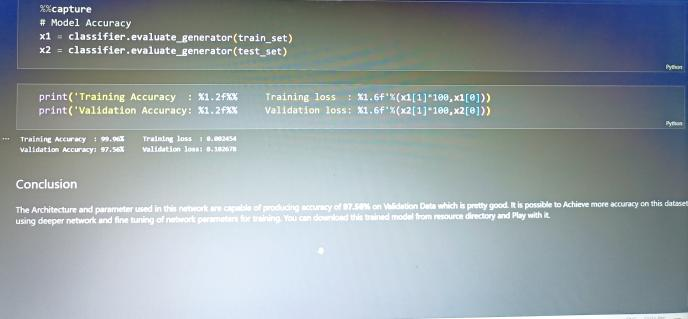 %%capture
# Model Accuracy
x1 = classifier.evaluate_generator(train_set)
x2 = classifier.evaluate_generator(test_set)
Python
print('Training Accuracy  : %1.2f%%     Training loss  : %1.6f'%(x1[1]*100,x1[0]))
print('Validation Accuracy: %1.2f%%     Validation loss: %1.6f'%(x2[1]*100,x2[0]))
Python
Training Accuracy  : 99.96%     Training loss  : 0.002454
Validation Accuracy: 97.56%     Validation loss: 0.102678
Conclusion
The Architecture and parameter used in this network are capable of producing accuracy of 97.56% on Validation Data which is pretty good. It is possible to Achieve more accuracy on this dataset
using deeper network and fine tuning of network parameters for training. You can download this trained model from resource directory and Play with it.